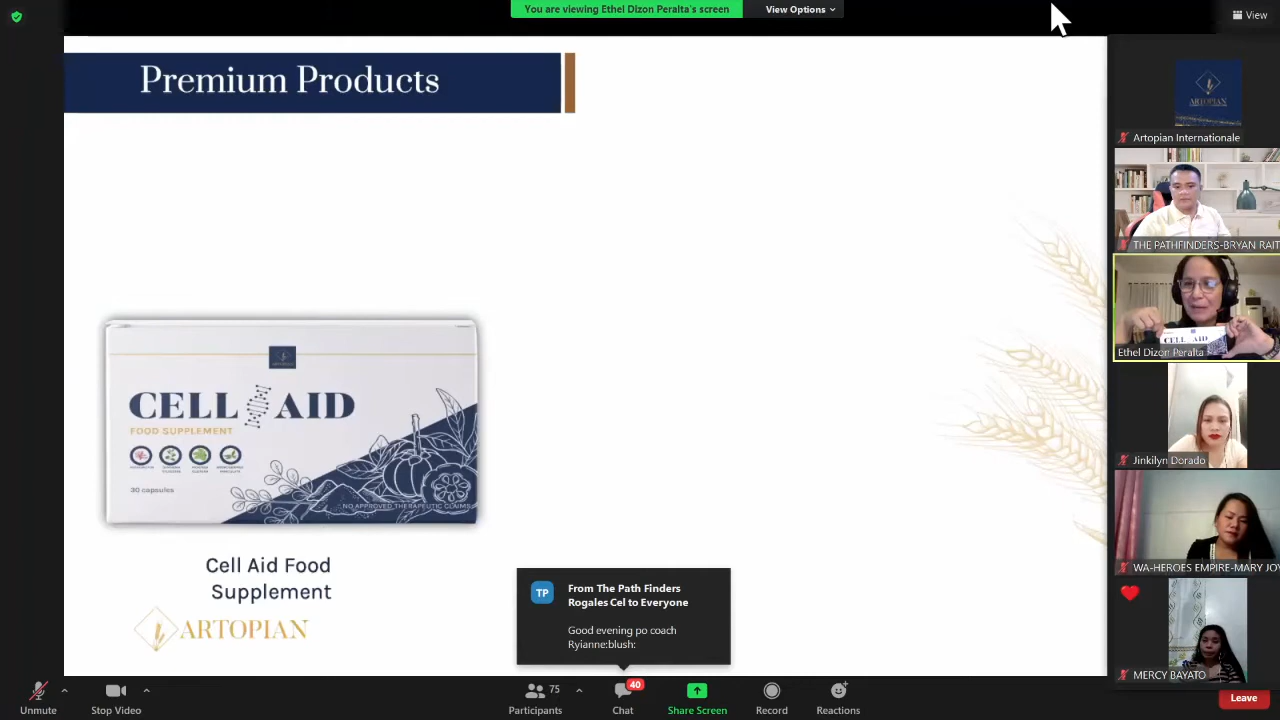 You are viewing Ethel Dizon Peralta's screen
View Options
View
Premium Products
ARTOPIAN
Artopian Internationale
THE PATHFINDERS-BRYAN RAIT
CELL AID
Ethel Dizon Peralta
Jinkilyn Dorado
WA-HEROES EMPIRE-MARY JOY
MERCY BAYATO
CELL AID
FOOD SUPPLEMENT
30 capsules
NO APPROVED THERAPEUTIC CLAIMS
Cell Aid Food
Supplement
ARTOPIAN
TP
From The Path Finders
Rogales Cel to Everyone
Good evening po coach
Ryianne:blush:
Unmute
Stop Video
75
Participants
40
Chat
Share Screen
Record
Reactions
Leave